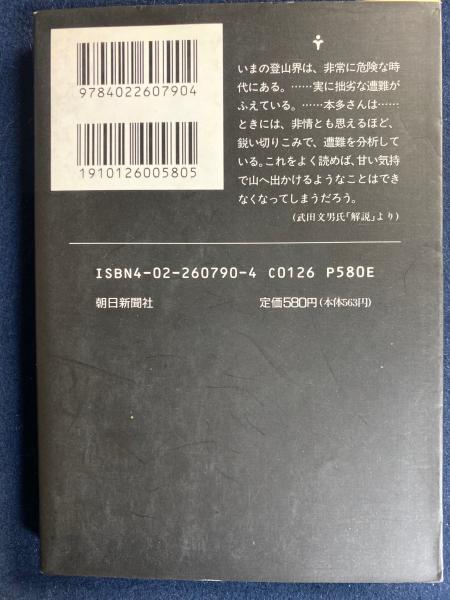 9784022607904
1910126005805
いまの登山界は、非常に危険な時
代にある。……実に拙劣な遭難が
ふえている。……本多さんは……
ときには、非情とも思えるほど、
鋭い切りこみで、遭難を分析して
いる。これをよく読めば、甘い気持
で山へ出かけるようなことはでき
なくなってしまうだろう。
(武田文男氏「解説」より)
ISBN4-02-260790-4 C0126 P580E
朝日新聞社 定価580円(本体563円)